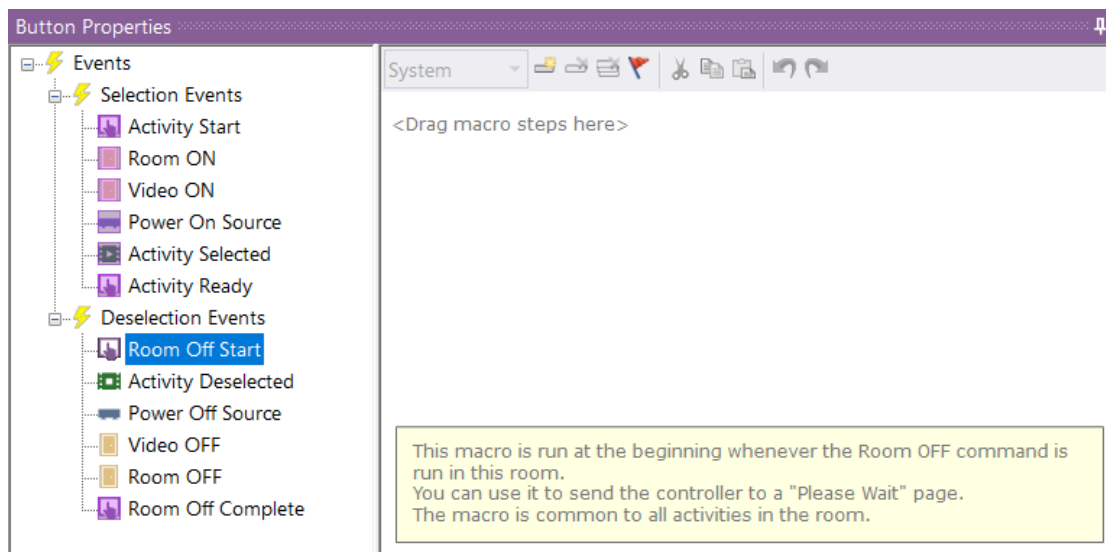 Button Properties
Events
Selection Events
Activity Start
Room ON
Video ON
Power On Source
Activity Selected
Activity Ready
Deselection Events
Room Off Start
Activity Deselected
Power Off Source
Video OFF
Room OFF
Room Off Complete
System
<Drag macro steps here>
This macro is run at the beginning whenever the Room OFF command is
run in this room.
You can use it to send the controller to a "Please Wait" page.
The macro is common to all activities in the room.